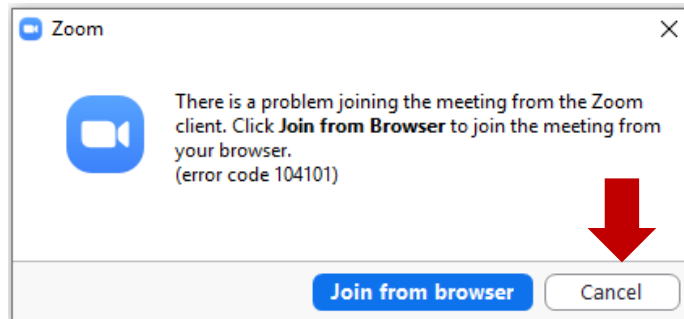 Zoom
There is a problem joining the meeting from the Zoom
client. Click Join from Browser to join the meeting from
your browser.
(error code 104101)
Join from browser
Cancel